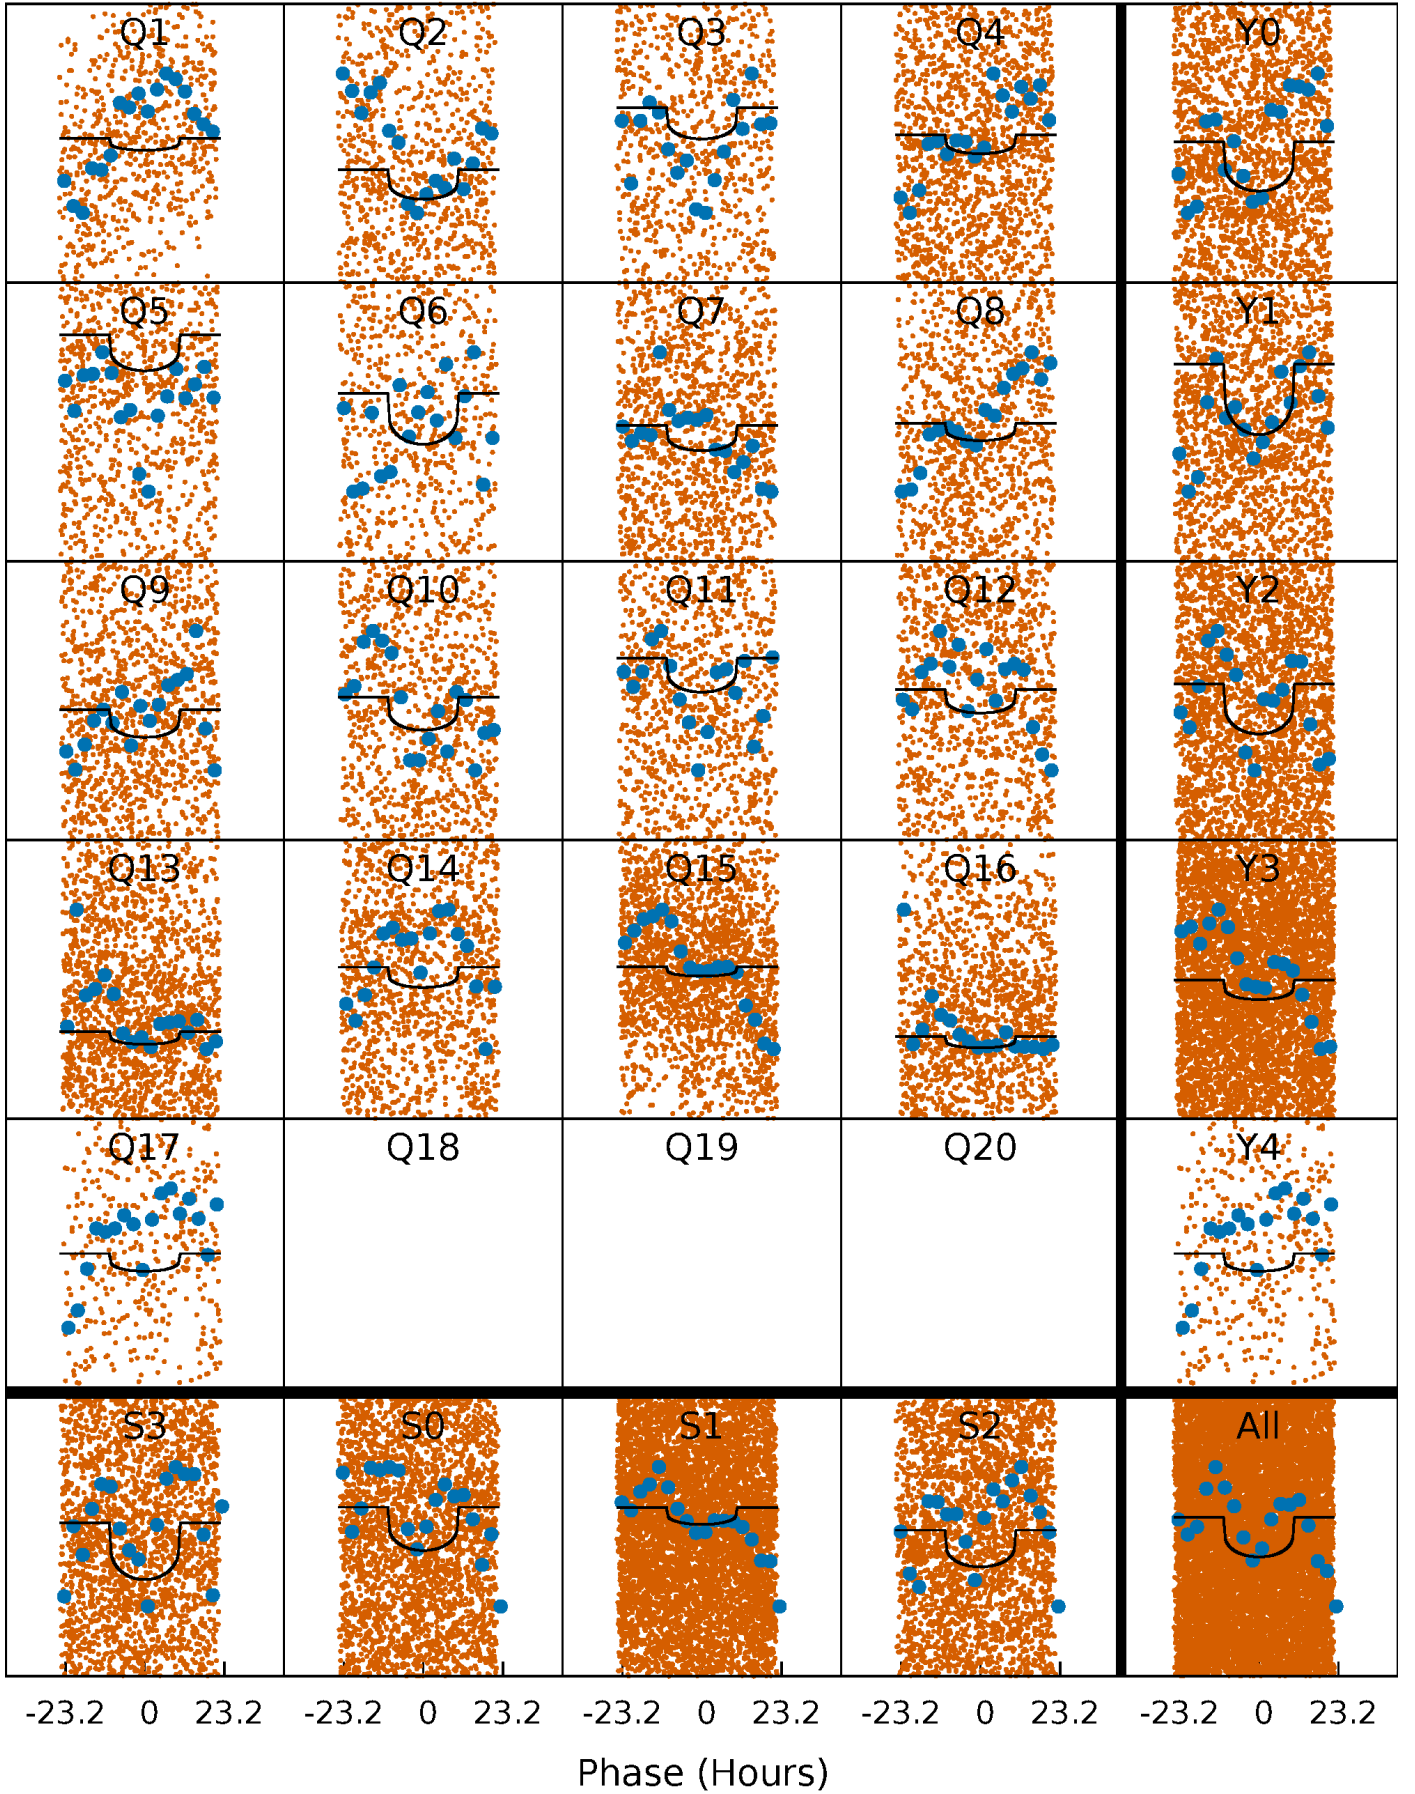 Q1 Q2 Q3 Q4 Y0
Q5 Q6 Q7 Q8 Y1
Q9 Q10 Q11 Q12 Y2
Q13 Q14 Q15 Q16 Y3
Q17 Q18 Q19 Q20 Y4
S3 S0 S1 S2 All
-23.2 0 23.2 -23.2 0 23.2 -23.2 0 23.2 -23.2 0 23.2 -23.2 0 23.2
Phase (Hours)